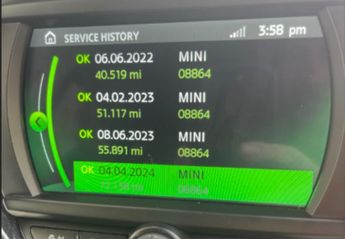 SERVICE HISTORY 3:58 pm
OK 06.06.2022 MINI
40.519 mi 08864
OK 04.02.2023 MINI
51.117 mi 08864
OK 08.06.2023 MINI
55.891 mi 08864
OK 04.04.2024 MINI
08864